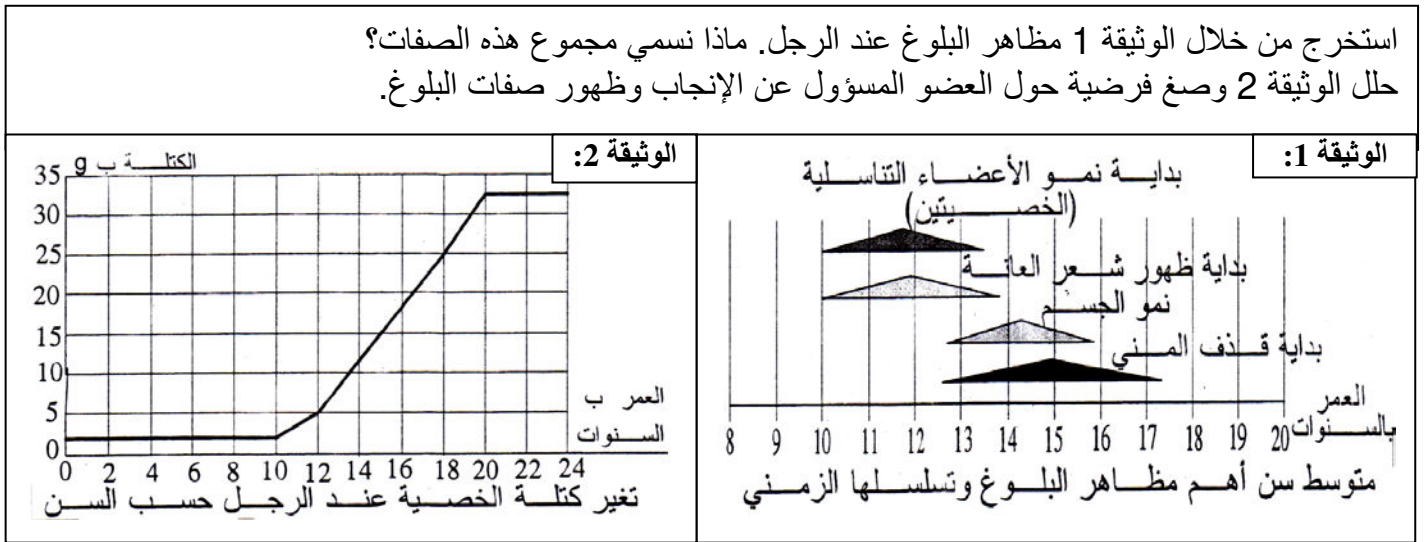 استخرج من خلال الوثيقة 1 مظاهر البلوغ عند الرجل. ماذا نسمي مجموع هذه الصفات؟
حلل الوثيقة 2 وصغ فرضية حول العضو المسؤول عن الإنجاب وظهور صفات البلوغ.
الوثيقة 1:
بداية نمو الأعضاء التناسلية
(الخصيتين)
بداية ظهور شعر العانة
نمو الجسم
بداية قذف المني
العمر
بالسنوات
8 9 10 11 12 13 14 15 16 17 18 19 20
متوسط سن أهم مظاهر البلوغ وتسلسلها الزمني
الوثيقة 2:
الكتلة ب g
35
30
25
20
15
10
5
0
العمر ب
السنوات
0 2 4 6 8 10 12 14 16 18 20 22 24
تغير كتلة الخصية عند الرجل حسب السن